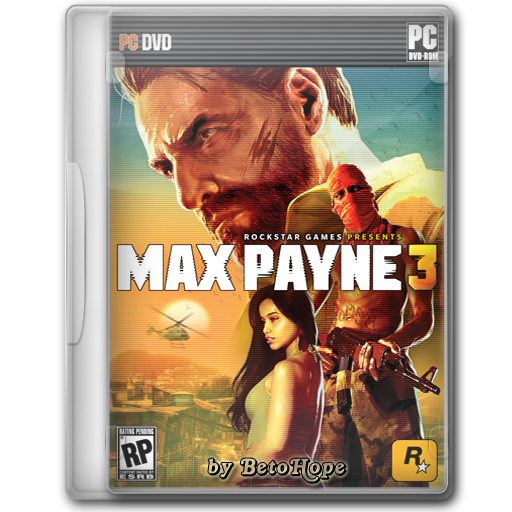 PC DVD
PC
DVD-ROM
ROCKSTAR GAMES PRESENTS
MAX PAYNE 3
RATING PENDING
RP
CONTENT RATED BY
ESRB
R
by BetoHope